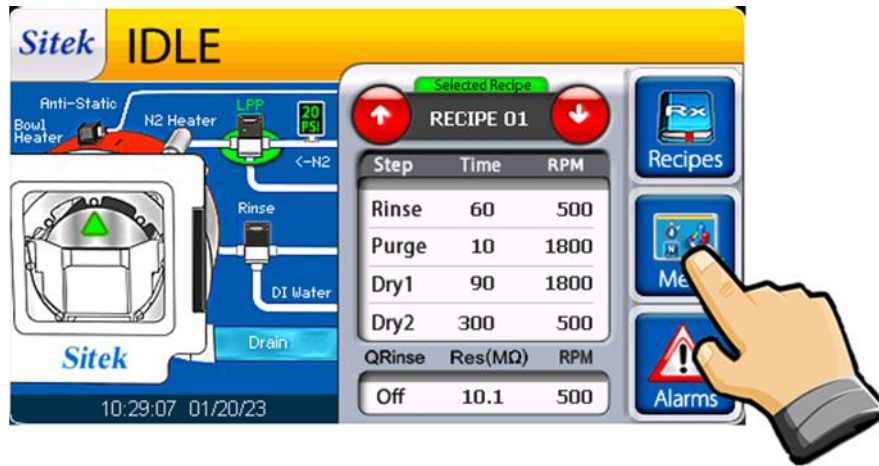 Sitek IDLE
Anti-Static
Bowl
Heater
N2 Heater
LPP
20
PSI
<-N2
Rinse
DI Water
Drain
Sitek
10:29:07 01/20/23
Selected Recipe
RECIPE 01
Step Time RPM
Rinse 60 500
Purge 10 1800
Dry1 90 1800
Dry2 300 500
QRinse Res(MΩ) RPM
Off 10.1 500
Rx
Recipes
N
Alarms